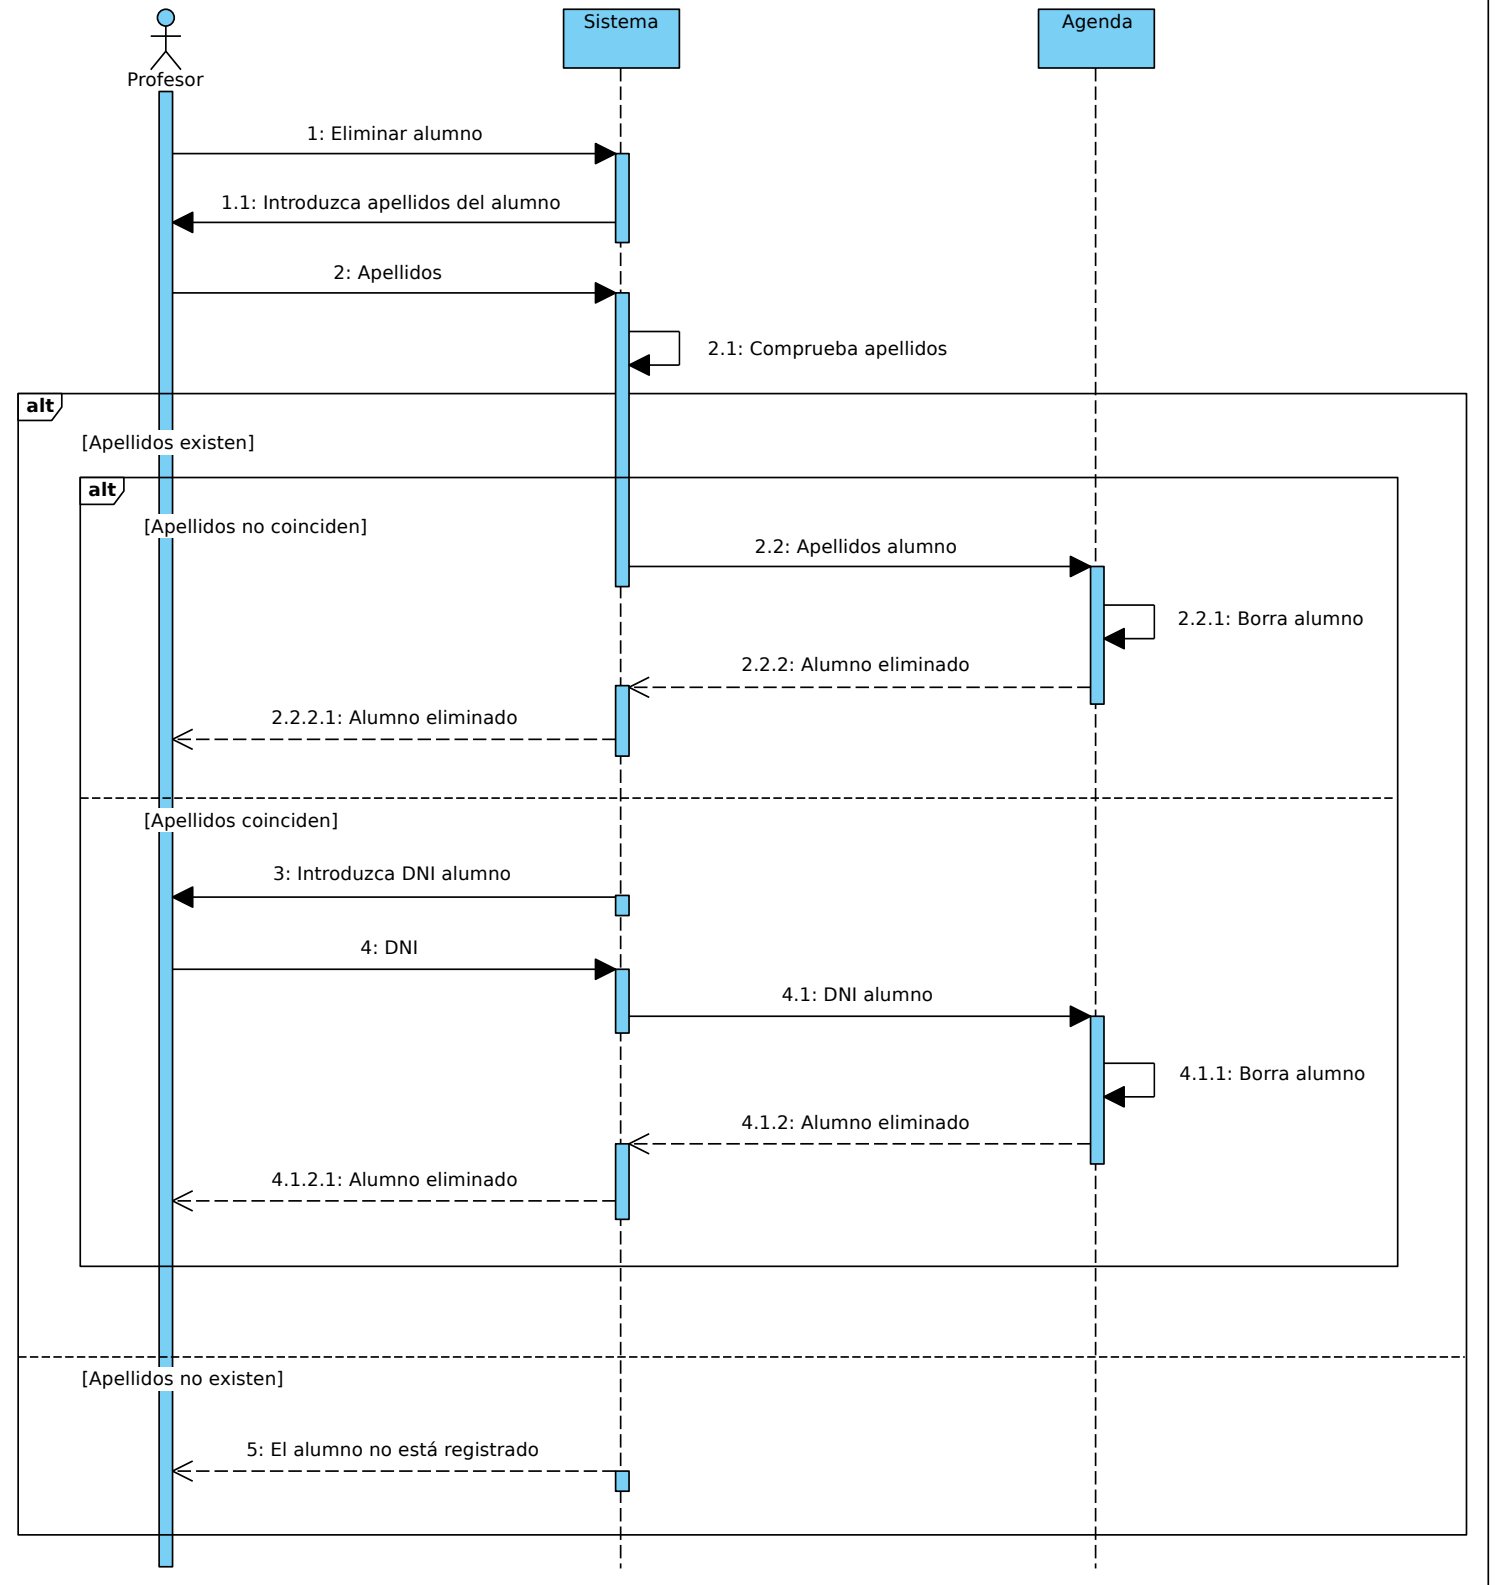 Profesor
Sistema
Agenda
1: Eliminar alumno
1.1: Introduzca apellidos del alumno
2: Apellidos
2.1: Comprueba apellidos
alt
[Apellidos existen]
alt
[Apellidos no coinciden]
2.2: Apellidos alumno
2.2.1: Borra alumno
2.2.2: Alumno eliminado
2.2.2.1: Alumno eliminado
[Apellidos coinciden]
3: Introduzca DNI alumno
4: DNI
4.1: DNI alumno
4.1.1: Borra alumno
4.1.2: Alumno eliminado
4.1.2.1: Alumno eliminado
[Apellidos no existen]
5: El alumno no está registrado